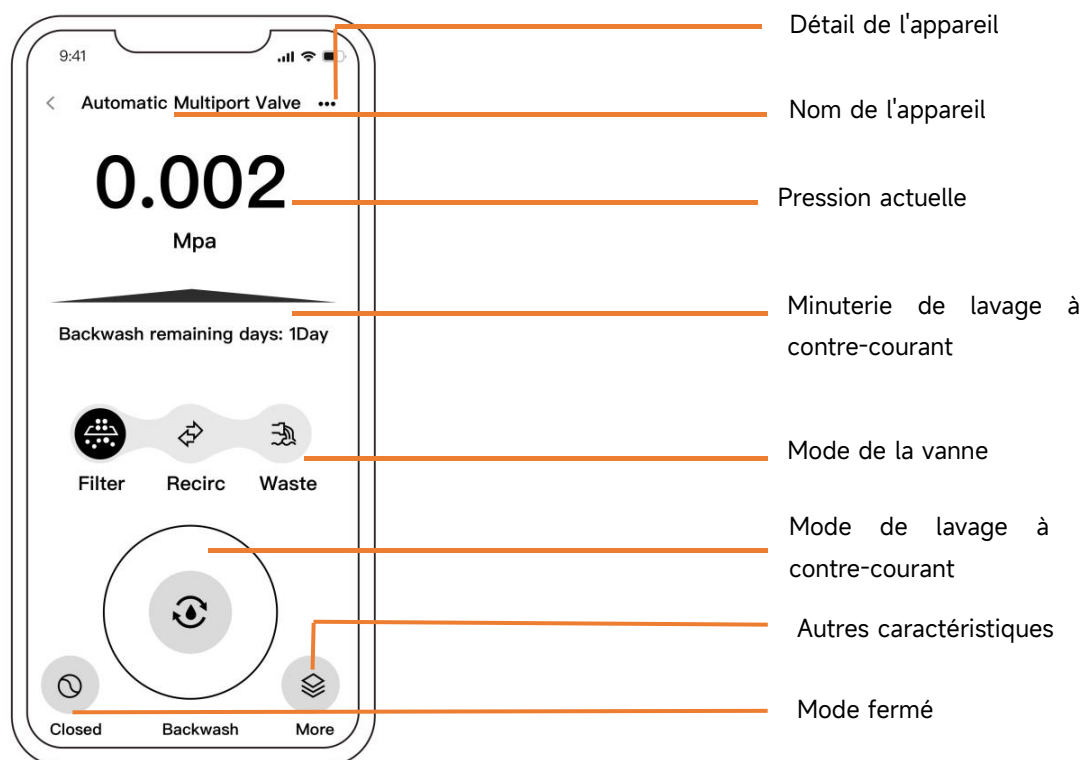 Détail de l'appareil
9:41
Automatic Multiport Valve
Nom de l'appareil
0.002
Pression actuelle
Mpa
Minuterie de lavage à
contre-courant
Backwash remaining days: 1Day
Mode de la vanne
Filter Recirc Waste
Mode de lavage à
contre-courant
Autres caractéristiques
Mode fermé
Closed Backwash More